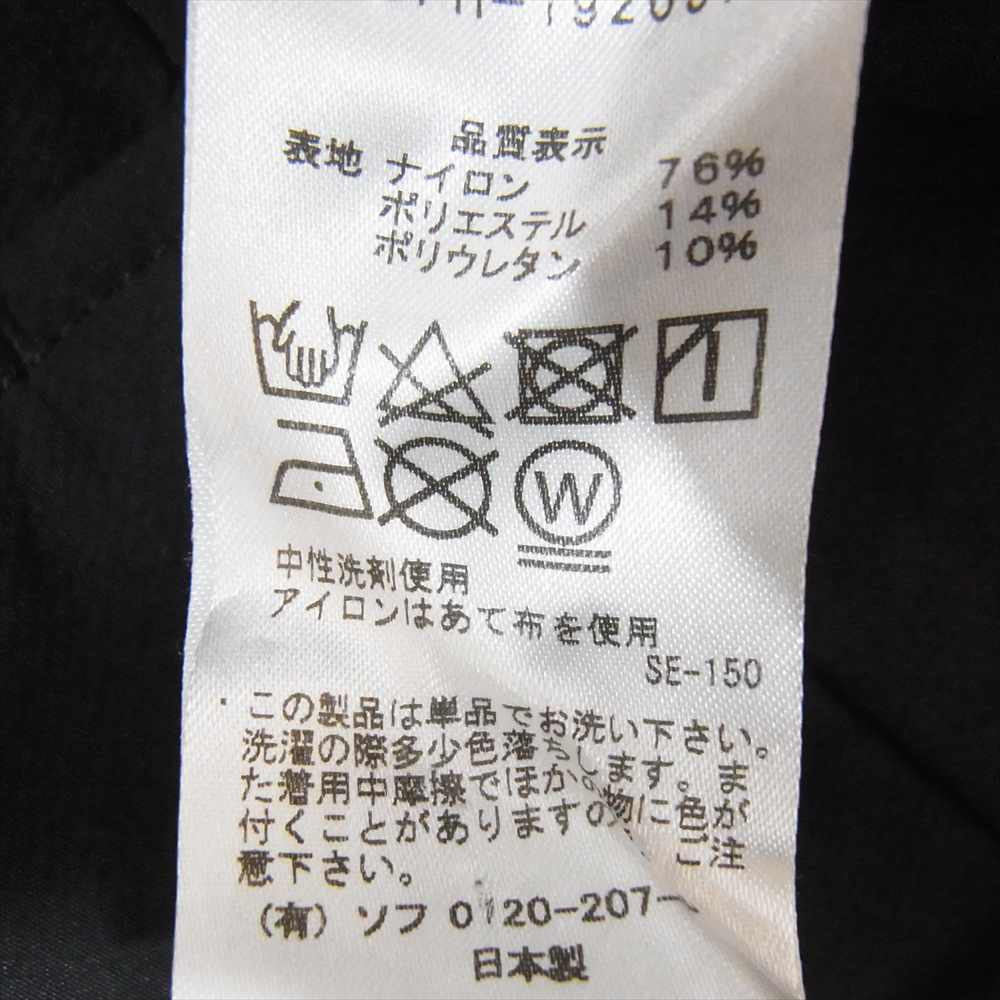 品質表示
表地 ナイロン 76%
ポリエステル 14%
ポリウレタン 10%
W
中性洗剤使用
アイロンはあて布を使用
SE-150
・この製品は単品でお洗い下さい。
洗濯の際多少色落ちします。ま
た着用中摩擦でほかの物に色が
付くことがあります。ご注
意下さい。
(有) ソフ 0120-207-
日本製